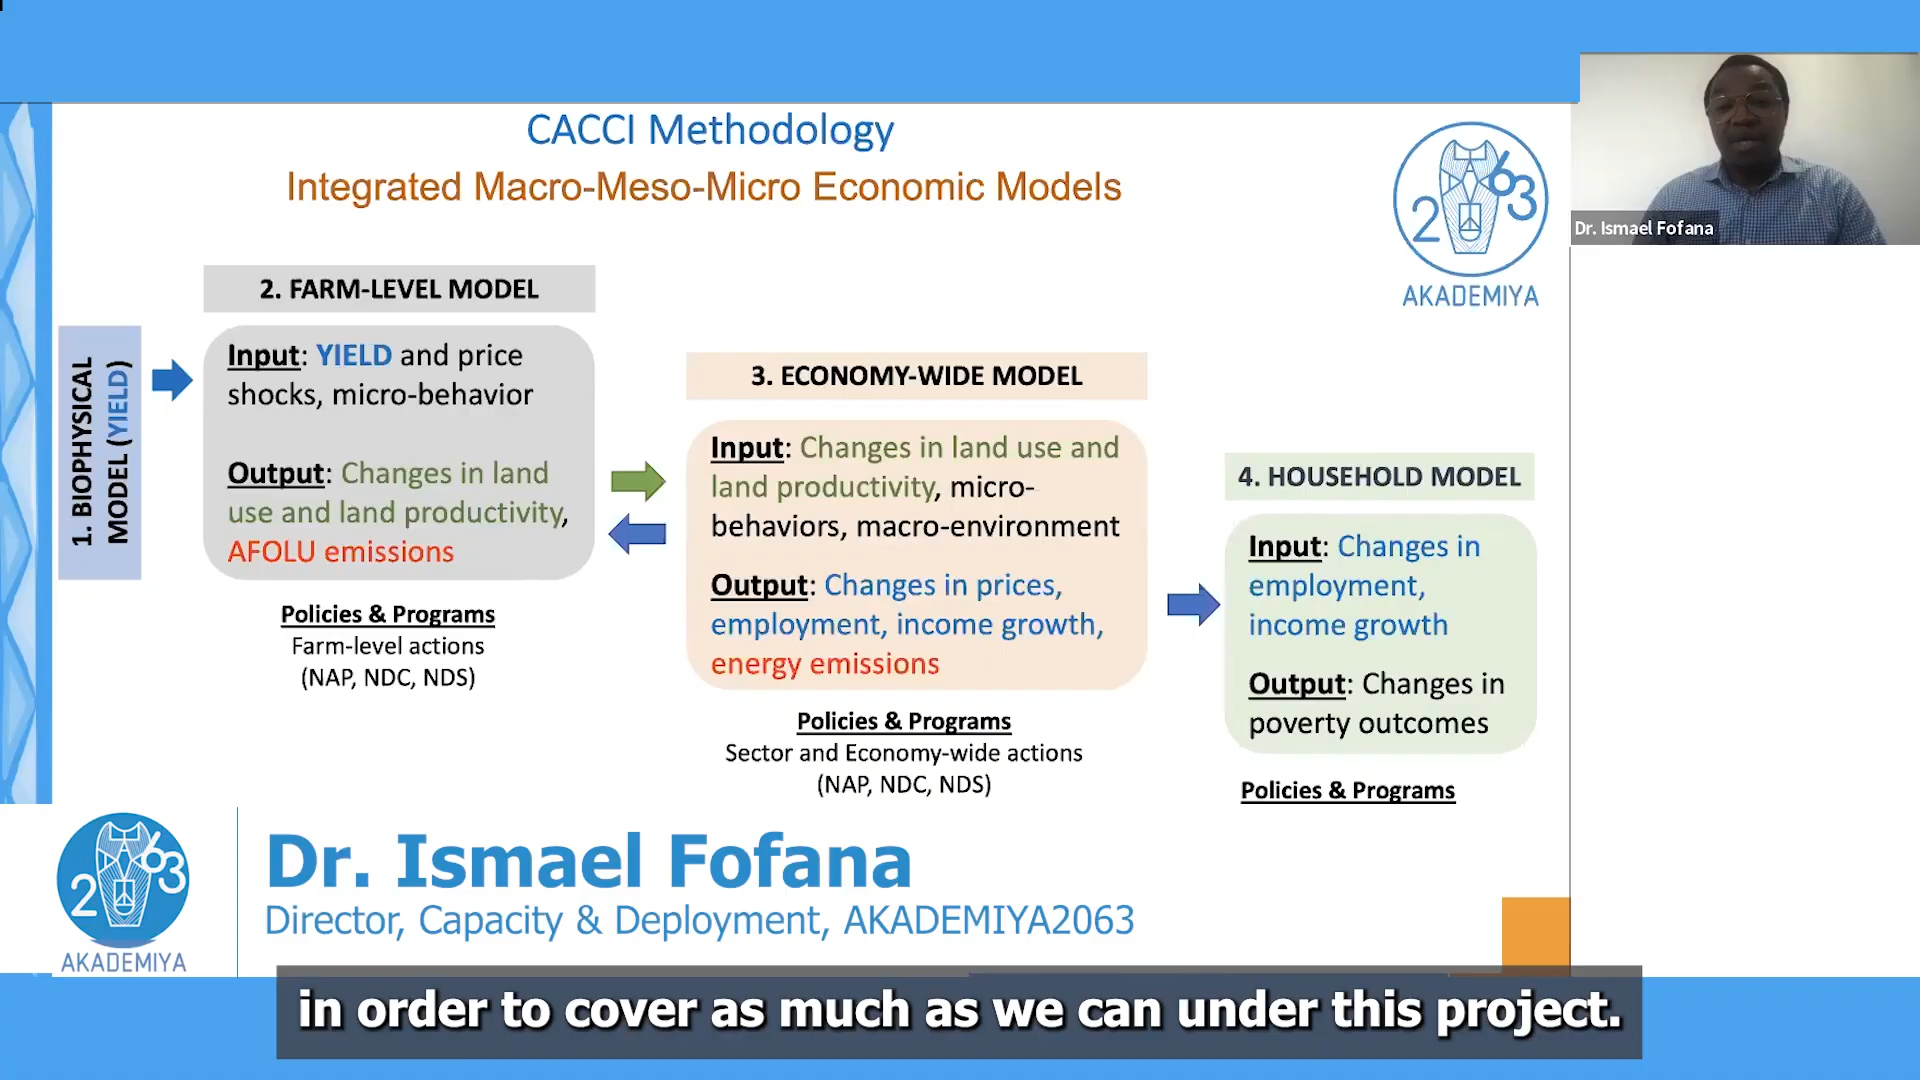 CACCI Methodology
Integrated Macro-Meso-Micro Economic Models
263
AKADEMIYA
Dr. Ismael Fofana
1. BIOPHYSICAL
MODEL (YIELD)
2. FARM-LEVEL MODEL
Input: YIELD and price
shocks, micro-behavior
Output: Changes in land
use and land productivity,
AFOLU emissions
Policies & Programs
Farm-level actions
(NAP, NDC, NDS)
3. ECONOMY-WIDE MODEL
Input: Changes in land use and
land productivity, micro-
behaviors, macro-environment
Output: Changes in prices,
employment, income growth,
energy emissions
Policies & Programs
Sector and Economy-wide actions
(NAP, NDC, NDS)
4. HOUSEHOLD MODEL
Input: Changes in
employment,
income growth
Output: Changes in
poverty outcomes
Policies & Programs
263
AKADEMIYA
Dr. Ismael Fofana
Director, Capacity & Deployment, AKADEMIYA2063
in order to cover as much as we can under this project.